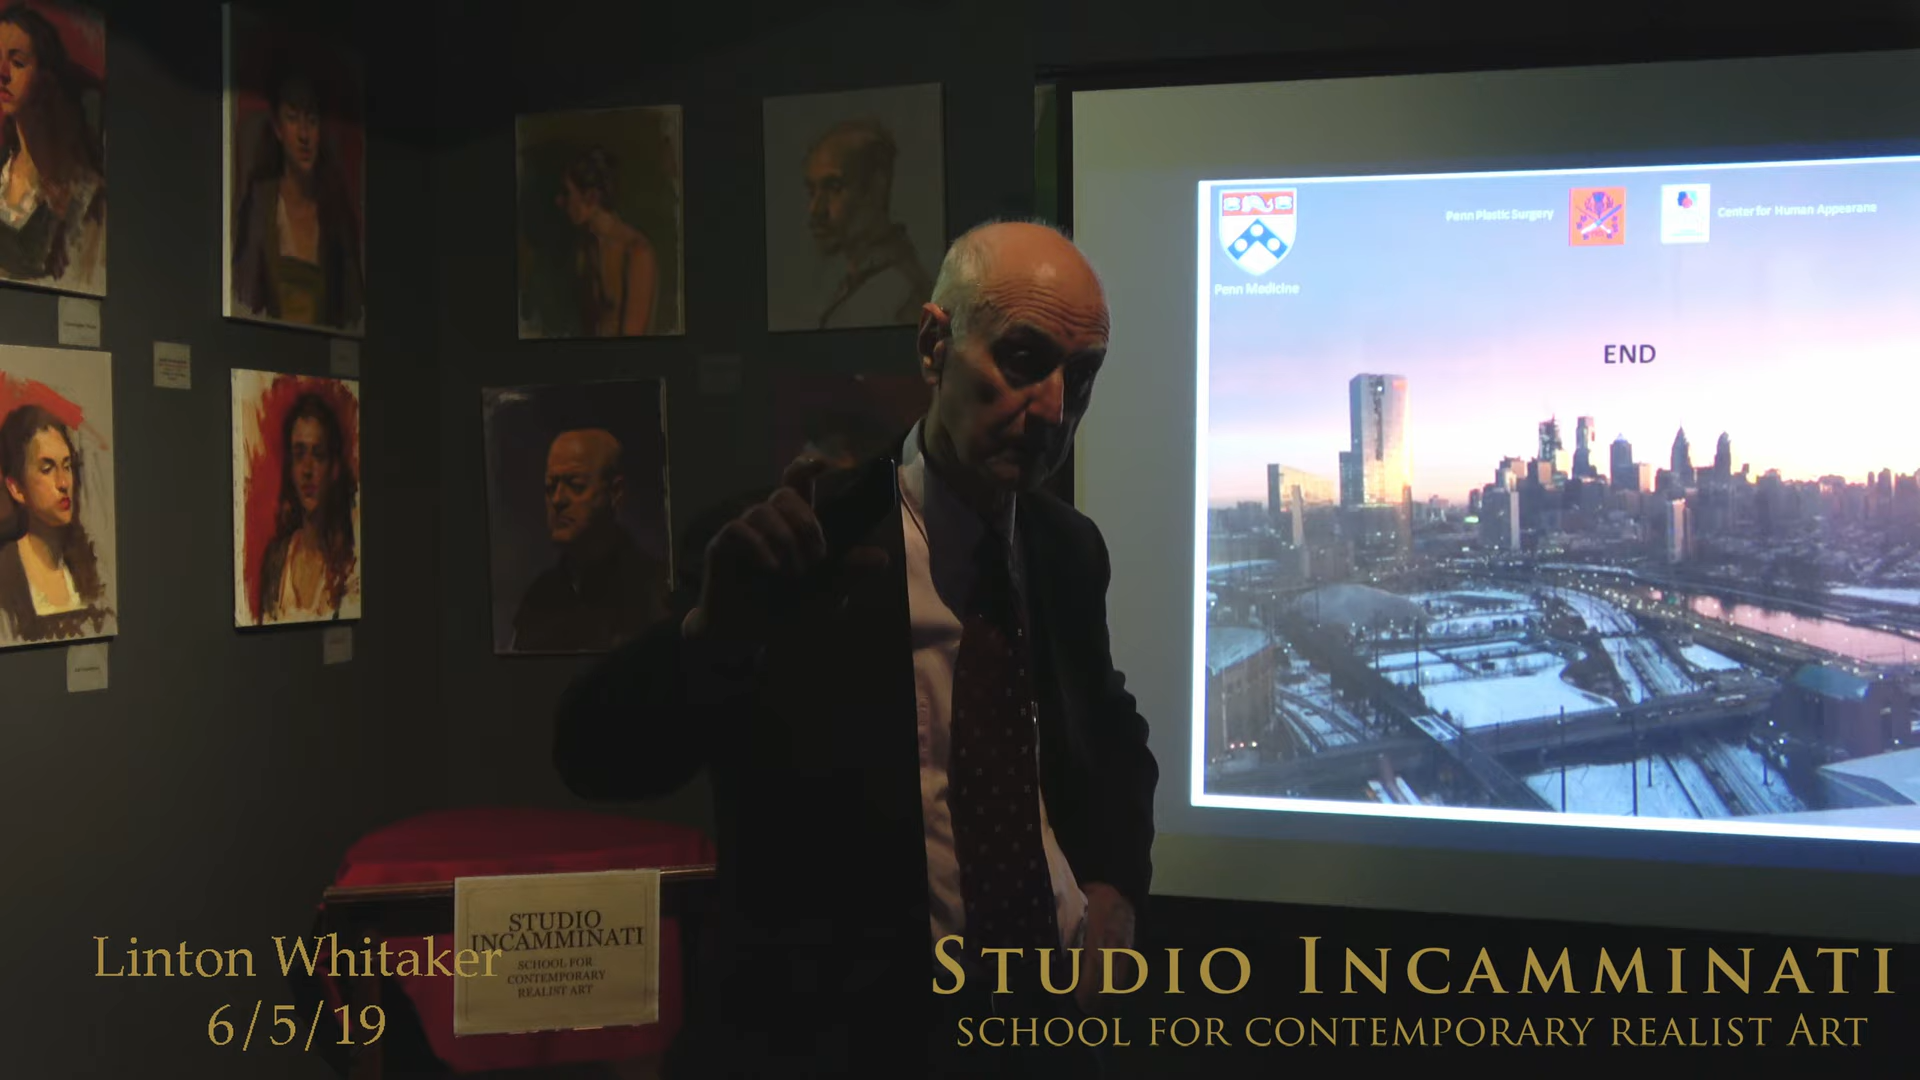 Penn Plastic Surgery
Center for Human Appearane
Penn Medicine
END
STUDIO
INCAMMINATI
SCHOOL FOR
CONTEMPORARY
REALIST ART
Linton Whitaker
6/5/19
STUDIO INCAMMINATI
SCHOOL FOR CONTEMPORARY REALIST ART